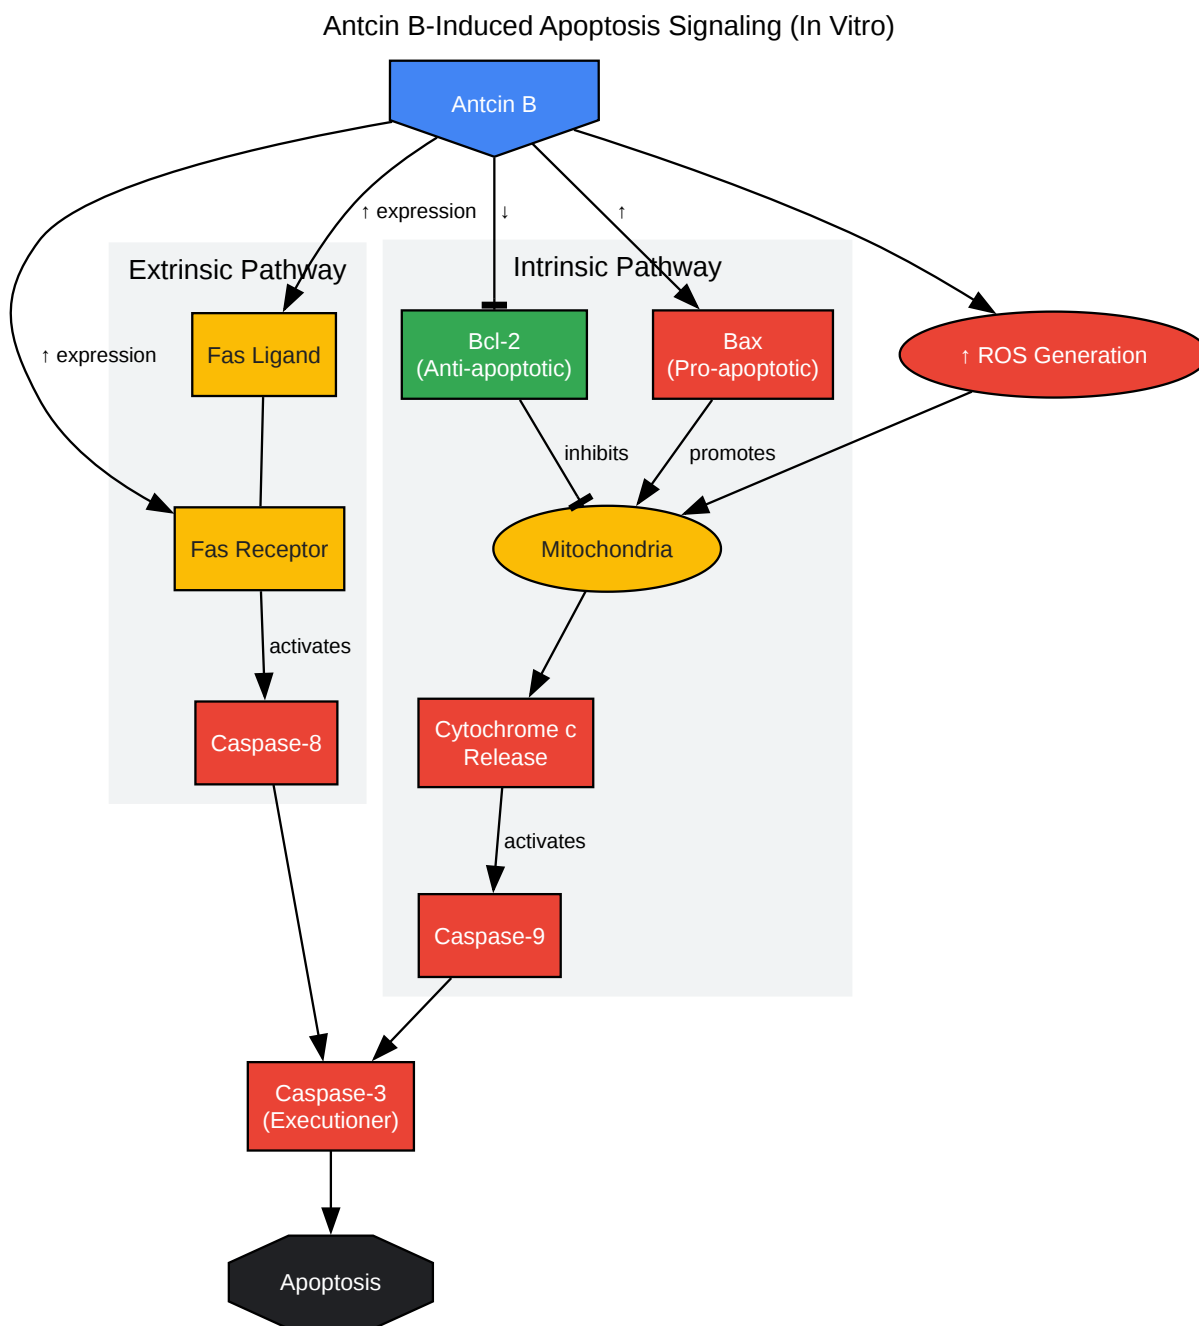 Antcin B-Induced Apoptosis Signaling (In Vitro)
Antcin B
↑ expression
↓
↑
Extrinsic Pathway
Intrinsic Pathway
Fas Ligand
Bcl-2
(Anti-apoptotic)
Bax
(Pro-apoptotic)
↑ ROS Generation
↑ expression
inhibits
promotes
Fas Receptor
Mitochondria
activates
Caspase-8
Cytochrome c
Release
activates
Caspase-9
Caspase-3
(Executioner)
Apoptosis